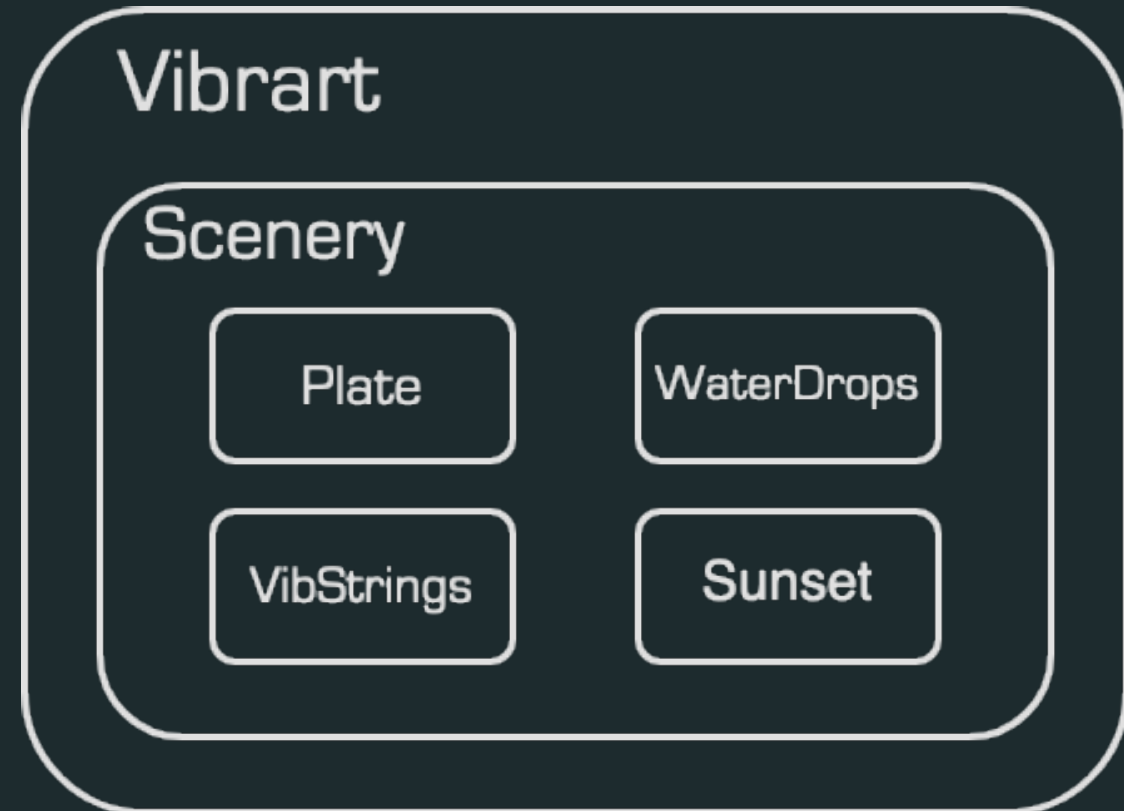 Vibrart
Scenery
Plate
WaterDrops
VibStrings
Sunset